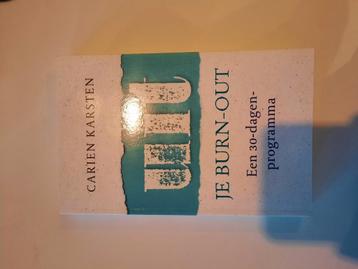 CARIEN KARSTEN
uit
JE BURN-OUT
Een 30-dagen-
programma